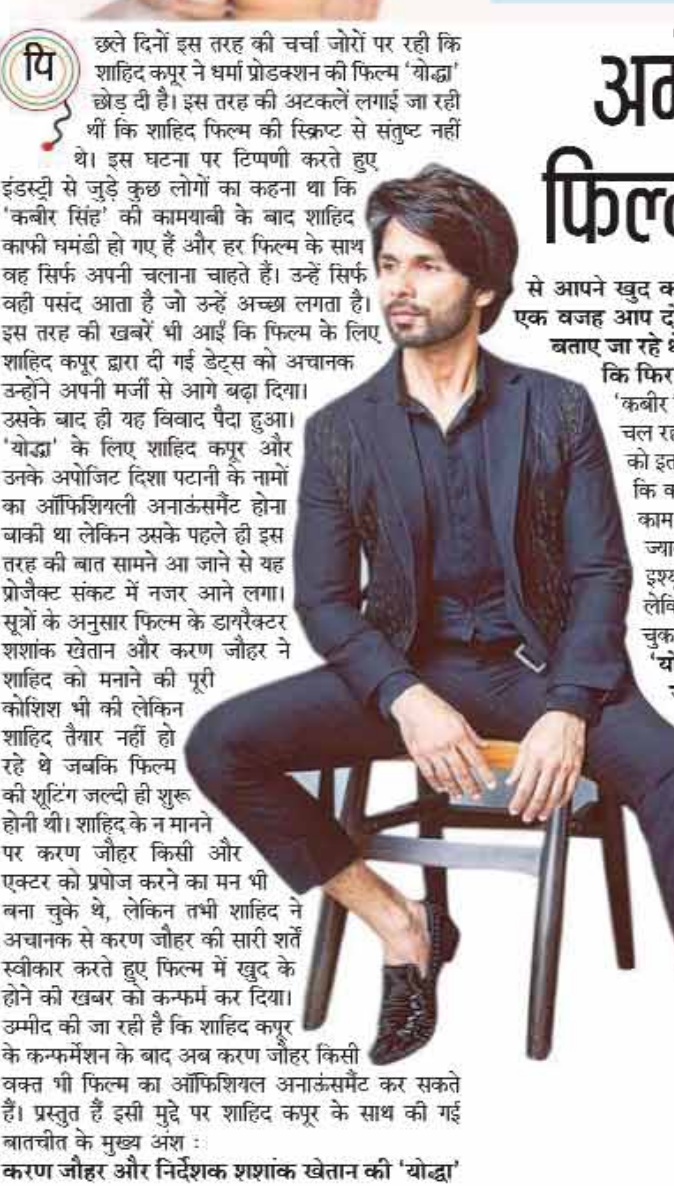 पिछले दिनों इस तरह की चर्चा जोरों पर रही कि
शाहिद कपूर ने धर्मा प्रोडक्शन की फिल्म ‘योद्धा’
छोड़ दी है। इस तरह की अटकलें लगाई जा रही
थीं कि शाहिद फिल्म की स्क्रिप्ट से संतुष्ट नहीं
थे। इस घटना पर टिप्पणी करते हुए
इंडस्ट्री से जुड़े कुछ लोगों का कहना था कि
‘कबीर सिंह’ की कामयाबी के बाद शाहिद
काफी घमंडी हो गए हैं और हर फिल्म के साथ
वह सिर्फ अपनी चलाना चाहते हैं। उन्हें सिर्फ
वही पसंद आता है जो उन्हें अच्छा लगता है।
इस तरह की खबरें भी आईं कि फिल्म के लिए
शाहिद कपूर द्वारा दी गई डेट्स को अचानक
उन्होंने अपनी मर्जी से आगे बढ़ा दिया।
उसके बाद ही यह विवाद पैदा हुआ।
‘योद्धा’ के लिए शाहिद कपूर और
उनके अपोजिट दिशा पटानी के नामों
का ऑफिशियली अनाऊंसमैंट होना
बाकी था लेकिन उसके पहले ही इस
तरह की बात सामने आ जाने से यह
प्रोजैक्ट संकट में नजर आने लगा।
सूत्रों के अनुसार फिल्म के डायरैक्टर
शशांक खेतान और करण जौहर ने
शाहिद को मनाने की पूरी
कोशिश भी की लेकिन
शाहिद तैयार नहीं हो
रहे थे जबकि फिल्म
की शूटिंग जल्दी ही शुरू
होनी थी। शाहिद के न मानने
पर करण जौहर किसी और
एक्टर को प्रपोज करने का मन भी
बना चुके थे, लेकिन तभी शाहिद ने
अचानक से करण जौहर की सारी शर्तें
स्वीकार करते हुए फिल्म में खुद के
होने की खबर को कन्फर्म कर दिया।
उम्मीद की जा रही है कि शाहिद कपूर
के कन्फर्मेशन के बाद अब करण जौहर किसी
वक्त भी फिल्म का ऑफिशियल अनाऊंसमैंट कर सकते
हैं। प्रस्तुत हैं इसी मुद्दे पर शाहिद कपूर के साथ की गई
बातचीत के मुख्य अंश :
करण जौहर और निर्देशक शशांक खेतान की ‘योद्धा’
से आपने खुद
एक वजह आप
बताए जा रहे
कि फिर
‘कबीर
चल
को
कि
काम